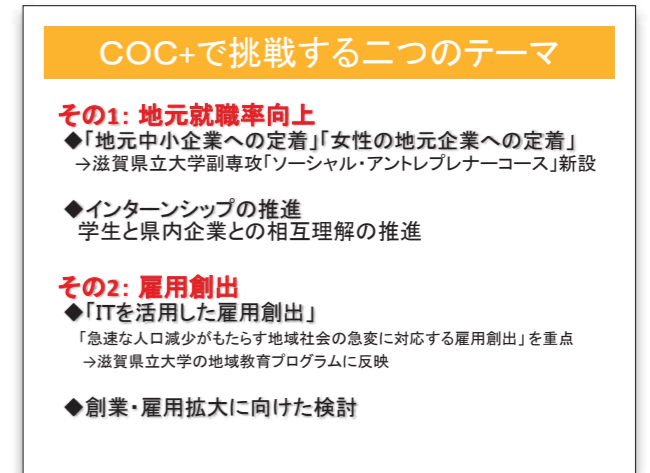 COC+で挑戦する二つのテーマ
その1: 地元就職率向上
◆「地元中小企業への定着」「女性の地元企業への定着」
→滋賀県立大学副専攻「ソーシャル・アントレプレナーコース」新設
◆インターンシップの推進
学生と県内企業との相互理解の推進
その2: 雇用創出
◆「ITを活用した雇用創出」
「急速な人口減少がもたらす地域社会の急変に対応する雇用創出」を重点
→滋賀県立大学の地域教育プログラムに反映
◆創業・雇用拡大に向けた検討